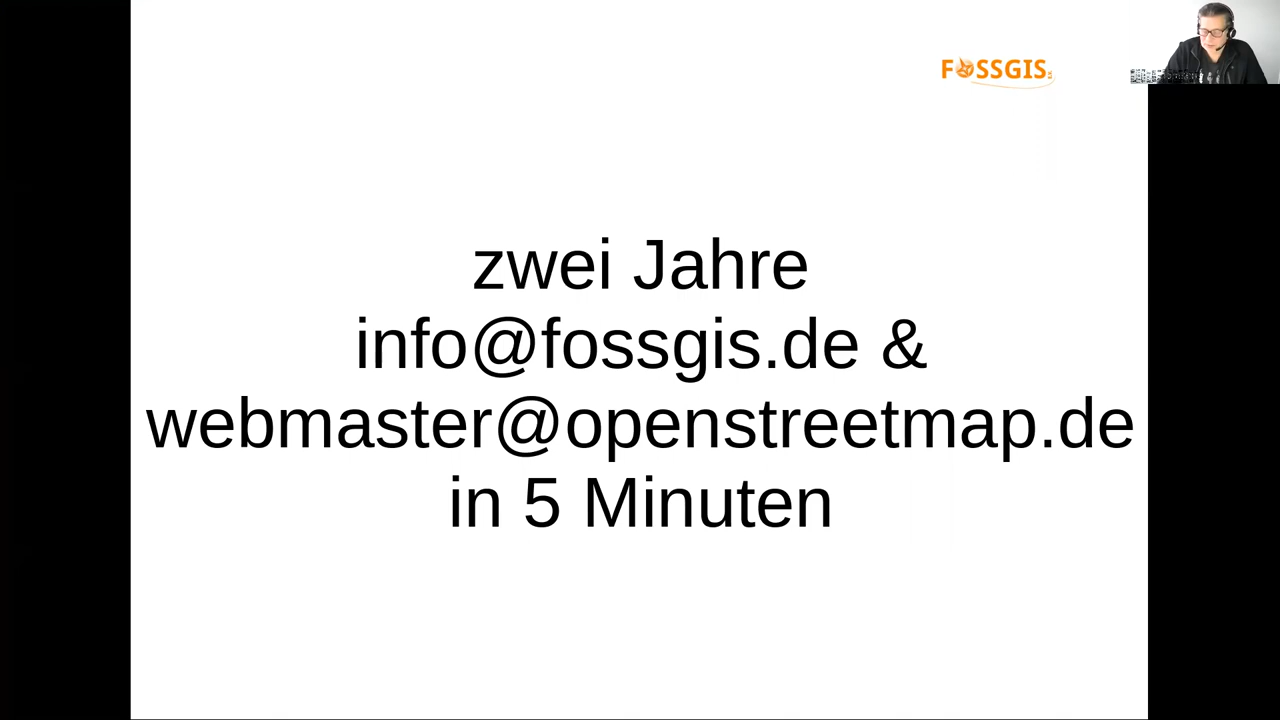 FOSSGIS e.V.
zwei Jahre
info@fossgis.de &
webmaster@openstreetmap.de
in 5 Minuten